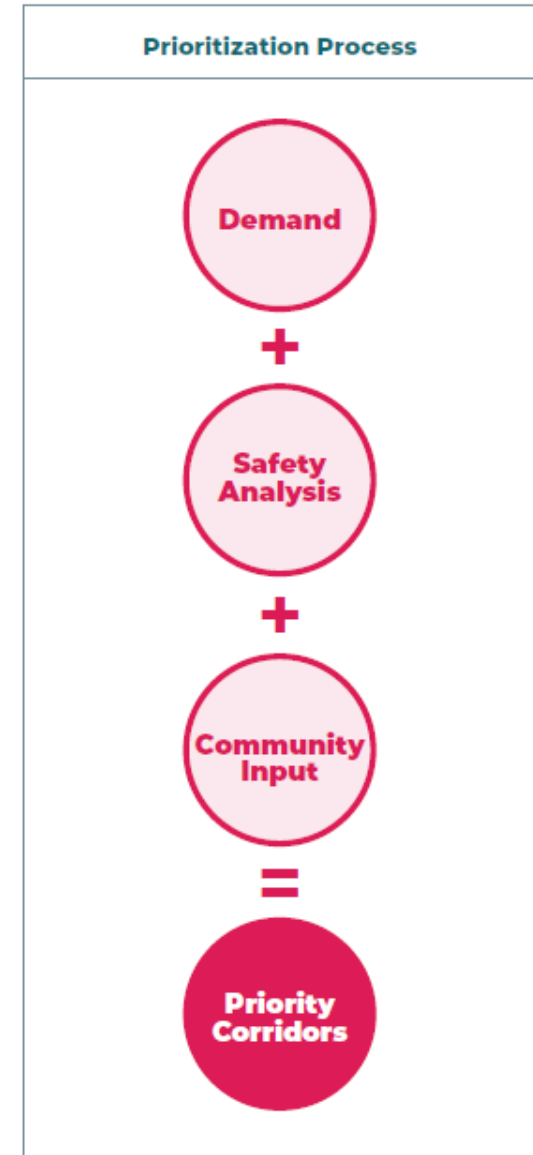 Prioritization Process
Demand
+
Safety
Analysis
+
Community
Input
=
Priority
Corridors